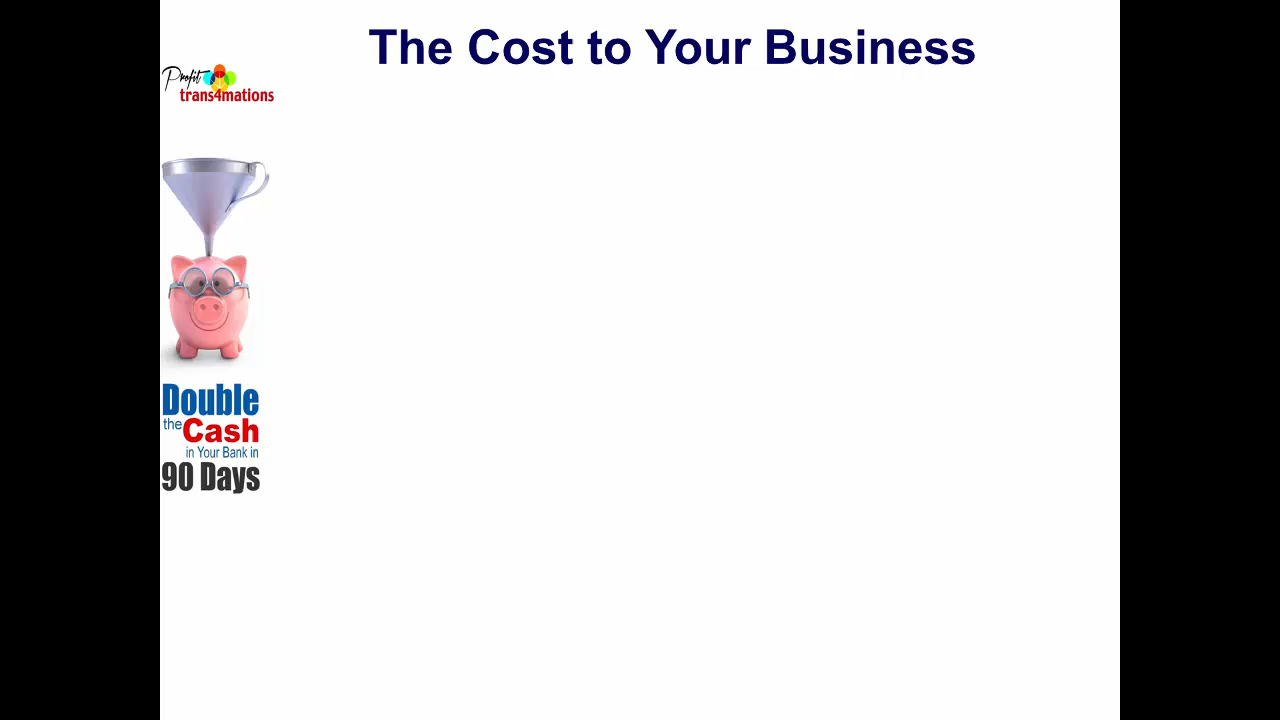 The Cost to Your Business
Profit
trans4mations
Double
the Cash
in Your Bank in
90 Days